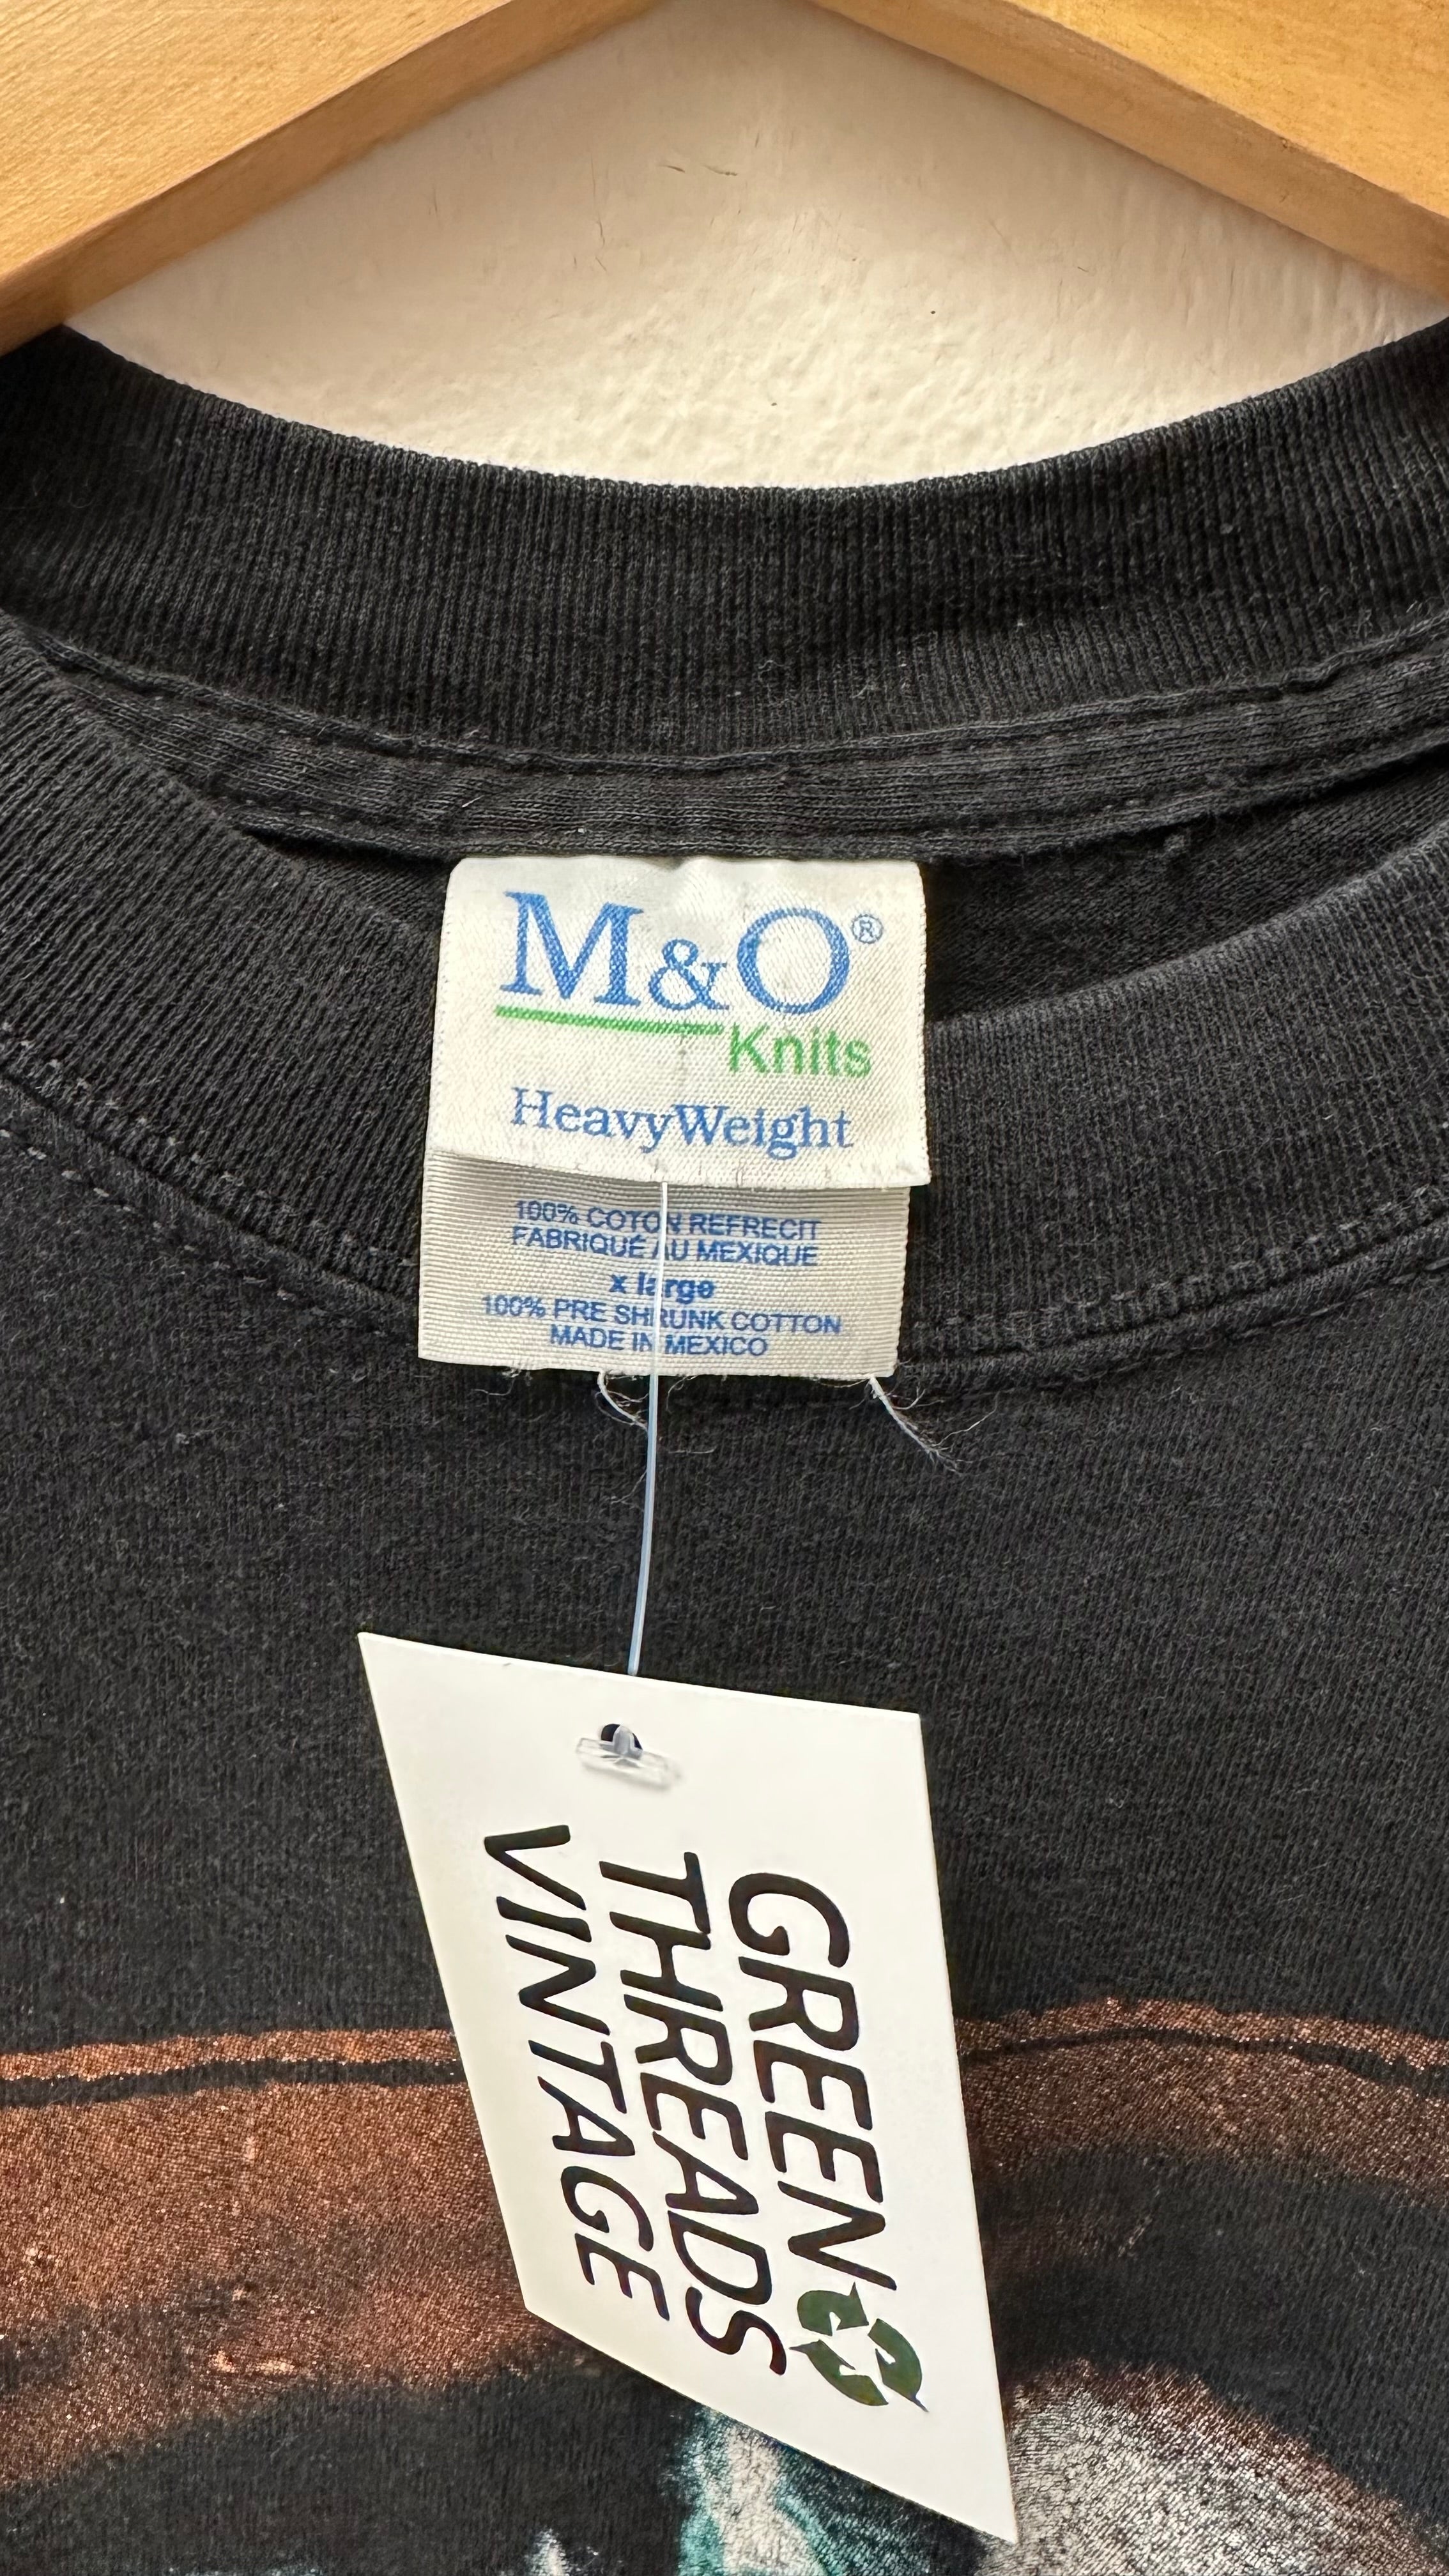 M&O®
Knits
HeavyWeight
100% COTON REFRECIT
FABRIQUÉ AU MEXIQUE
x large
100% PRE SHRUNK COTTON
MADE IN MEXICO
GREEN
THREADS
VINTAGE